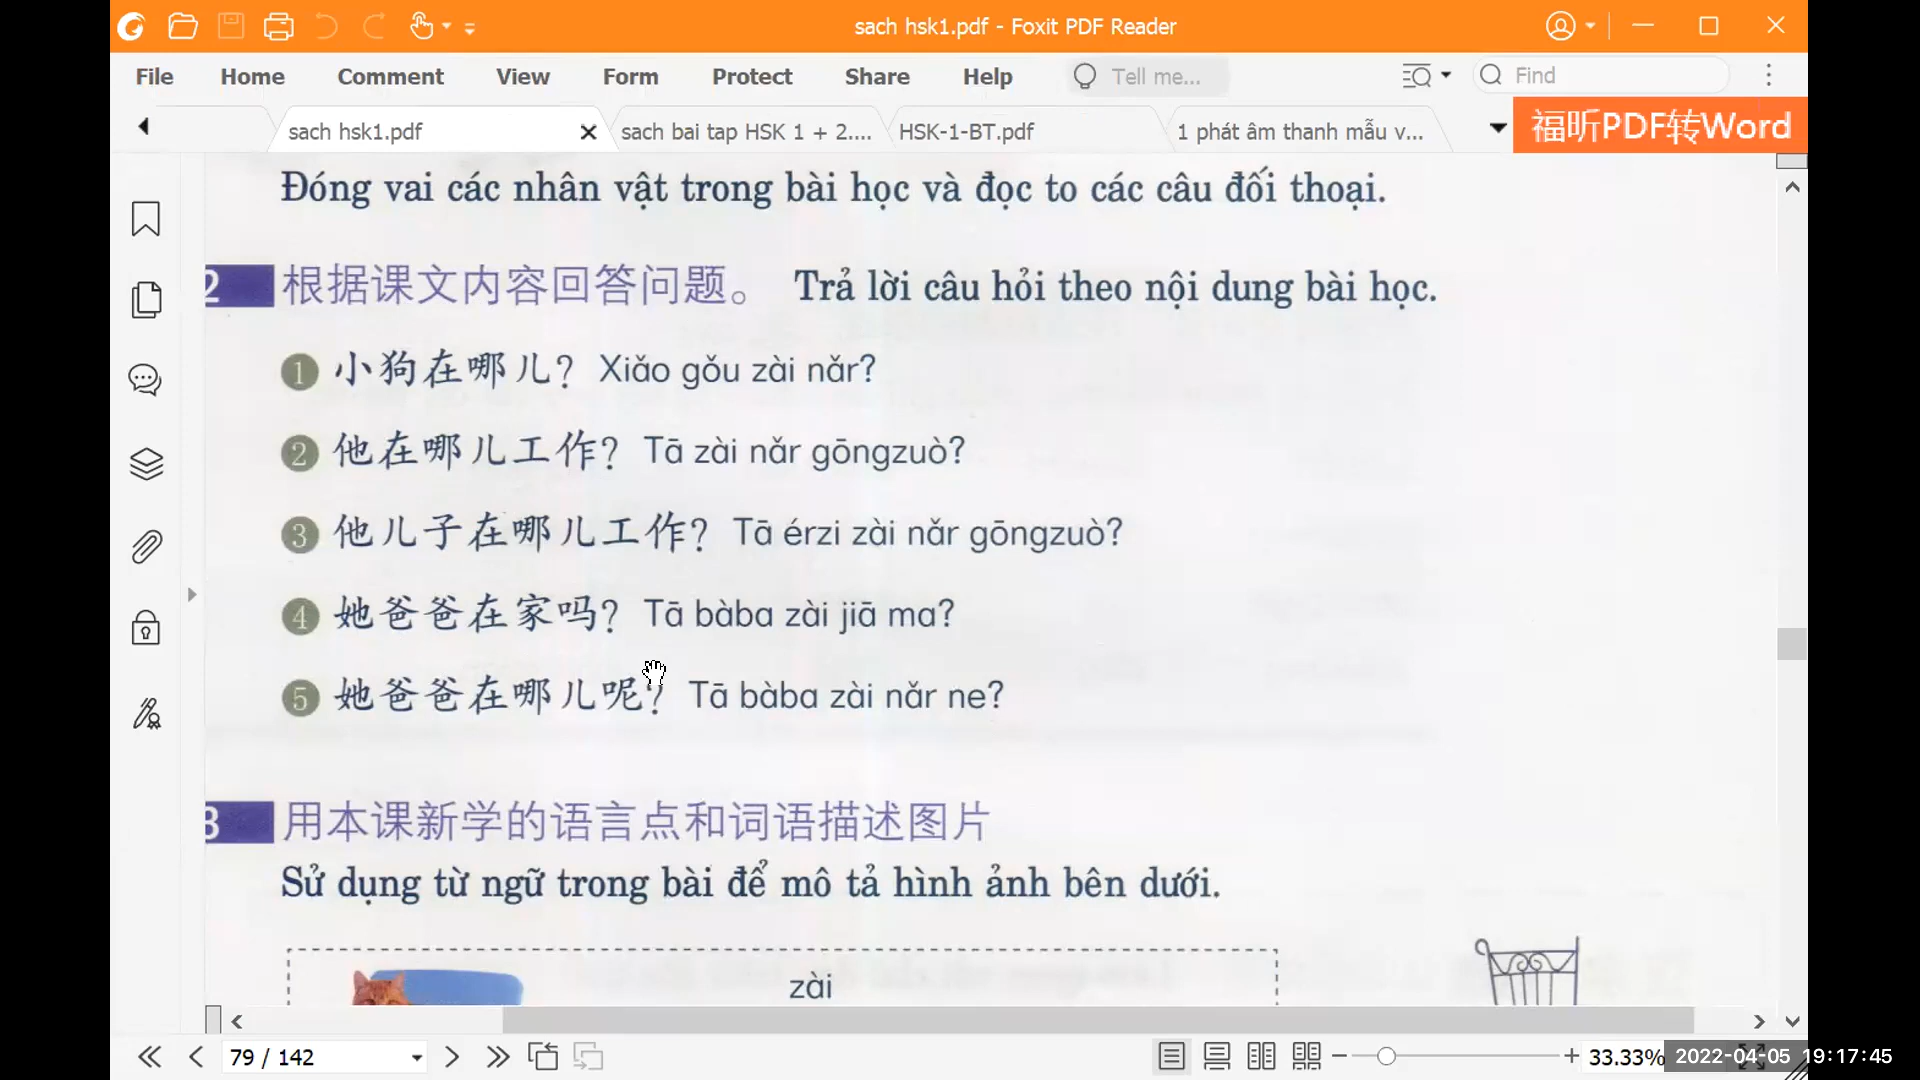 sach hsk1.pdf - Foxit PDF Reader
File Home Comment View Form Protect Share Help Tell me... Find
sach hsk1.pdf sach bai tap HSK 1 + 2.... HSK-1-BT.pdf 1 phát âm thanh mẫu v... 福昕PDF转Word
Đóng vai các nhân vật trong bài học và đọc to các câu đối thoại.
2 根据课文内容回答问题。 Trả lời câu hỏi theo nội dung bài học.
1 小狗在哪儿？ Xiǎo gǒu zài nǎr?
2 他在哪儿工作？ Tā zài nǎr gōngzuò?
3 他儿子在哪儿工作？ Tā érzi zài nǎr gōngzuò?
4 她爸爸在家吗？ Tā bàba zài jiā ma?
5 她爸爸在哪儿呢？ Tā bàba zài nǎr ne?
3 用本课新学的语言点和词语描述图片
Sử dụng từ ngữ trong bài để mô tả hình ảnh bên dưới.
zài
79 / 142 33.33% 2022-04-05 19:17:45